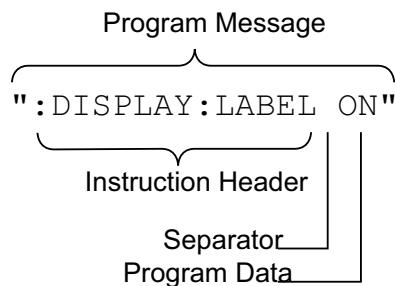 Program Message
":DISPLAY:LABEL ON"
Instruction Header
Separator
Program Data